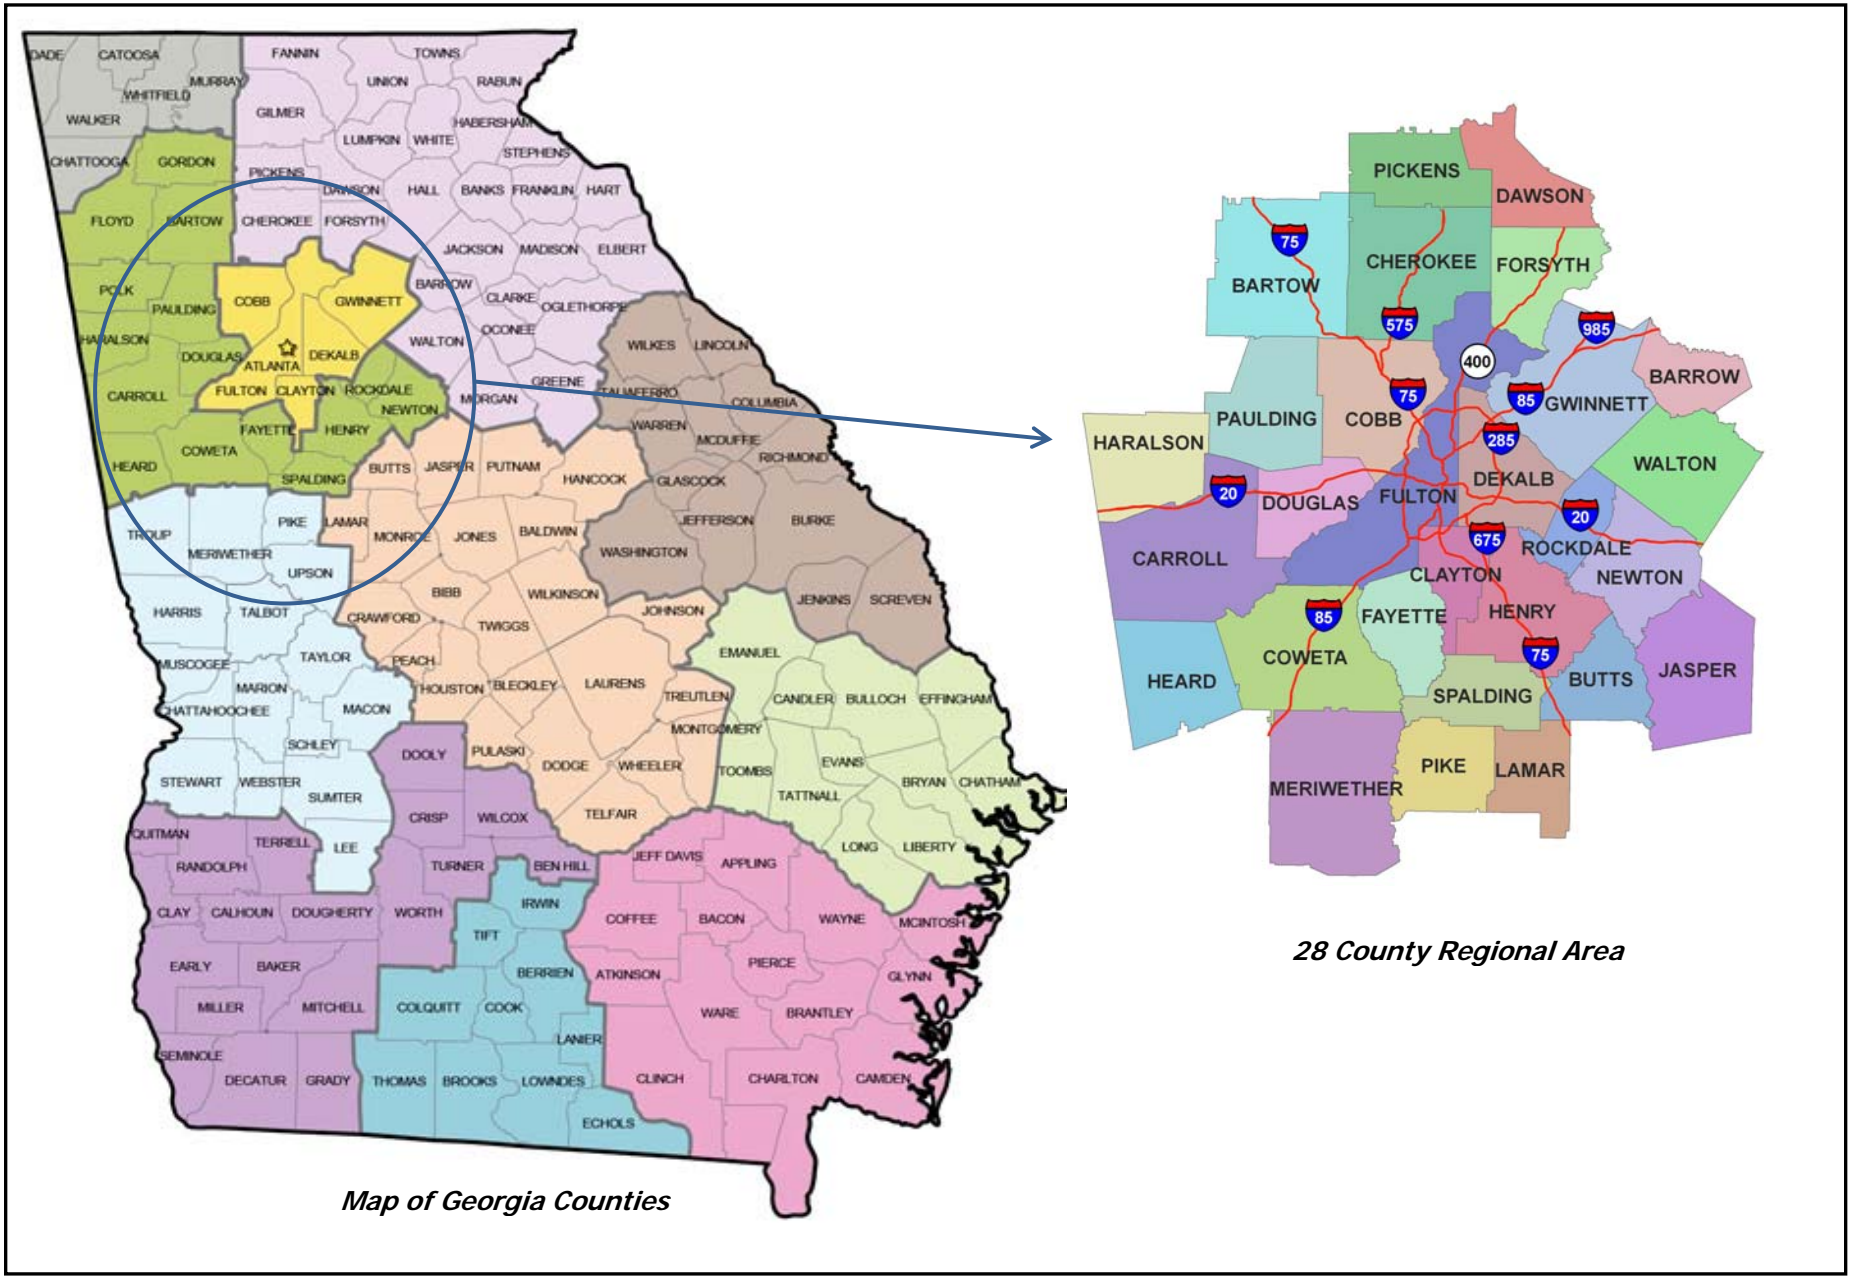 DADE CATOOSA FANNIN TOWNS
MURRAY UNION RABUN
WHITFIELD
WALKER GILMER HABERSHAM
LUMPKIN WHITE
CHATTOOGA GORDON STEPHENS
PICKENS
DAWSON HALL BANKS FRANKLIN HART
FLOYD BARTOW CHEROKEE FORSYTH
JACKSON MADISON ELBERT
POLK COBB GWINNETT BARROW
PAULDING CLARKE OGLETHORPE
HARALSON WALTON OCONEE
DOUGLAS DEKALB WILKES LINCOLN
ATLANTA
CARROLL FULTON CLAYTON ROCKDALE GREENE TALIAFERRO
NEWTON MORGAN COLUMBIA
FAYETTE HENRY WARREN
COWETA MCDUFFIE
HEARD SPALDING BUTTS JASPER PUTNAM HANCOCK RICHMOND
GLASCOCK
TROUP PIKE LAMAR MONROE JONES BALDWIN JEFFERSON BURKE
MERIWETHER WASHINGTON
UPSON
HARRIS TALBOT BIBB WILKINSON JOHNSON JENKINS SCREVEN
CRAWFORD TWIGGS
MUSCOGEE TAYLOR PEACH EMANUEL
MARION HOUSTON BLECKLEY LAURENS TREUTLEN CANDLER BULLOCH EFFINGHAM
CHATTAHOOCHEE MACON MONTGOMERY
SCHLEY DOOLY PULASKI
STEWART WEBSTER DODGE WHEELER TOOMBS EVANS BRYAN CHATHAM
SUMTER TATTNALL
QUITMAN CRISP WILCOX TELFAIR
TERRELL LEE LONG LIBERTY
RANDOLPH TURNER BEN HILL JEFF DAVIS APPLING
CLAY CALHOUN DOUGHERTY WORTH IRWIN COFFEE BACON WAYNE MCINTOSH
TIFT
EARLY BAKER BERRIEN ATKINSON PIERCE GLYNN
MILLER MITCHELL COLQUITT COOK WARE BRANTLEY
LANIER
SEMINOLE
DECATUR GRADY THOMAS BROOKS LOWNDES CLINCH CHARLTON CAMDEN
ECHOLS
Map of Georgia Counties
PICKENS
DAWSON
75
CHEROKEE FORSYTH
BARTOW
575 985
400
BARROW
75 85 GWINNETT
PAULDING COBB
HARALSON 285
WALTON
DEKALB
20 DOUGLAS FULTON
20
675
ROCKDALE
CARROLL CLAYTON NEWTON
85 FAYETTE HENRY
COWETA 75
HEARD BUTTS JASPER
SPALDING
PIKE LAMAR
MERIWETHER
28 County Regional Area